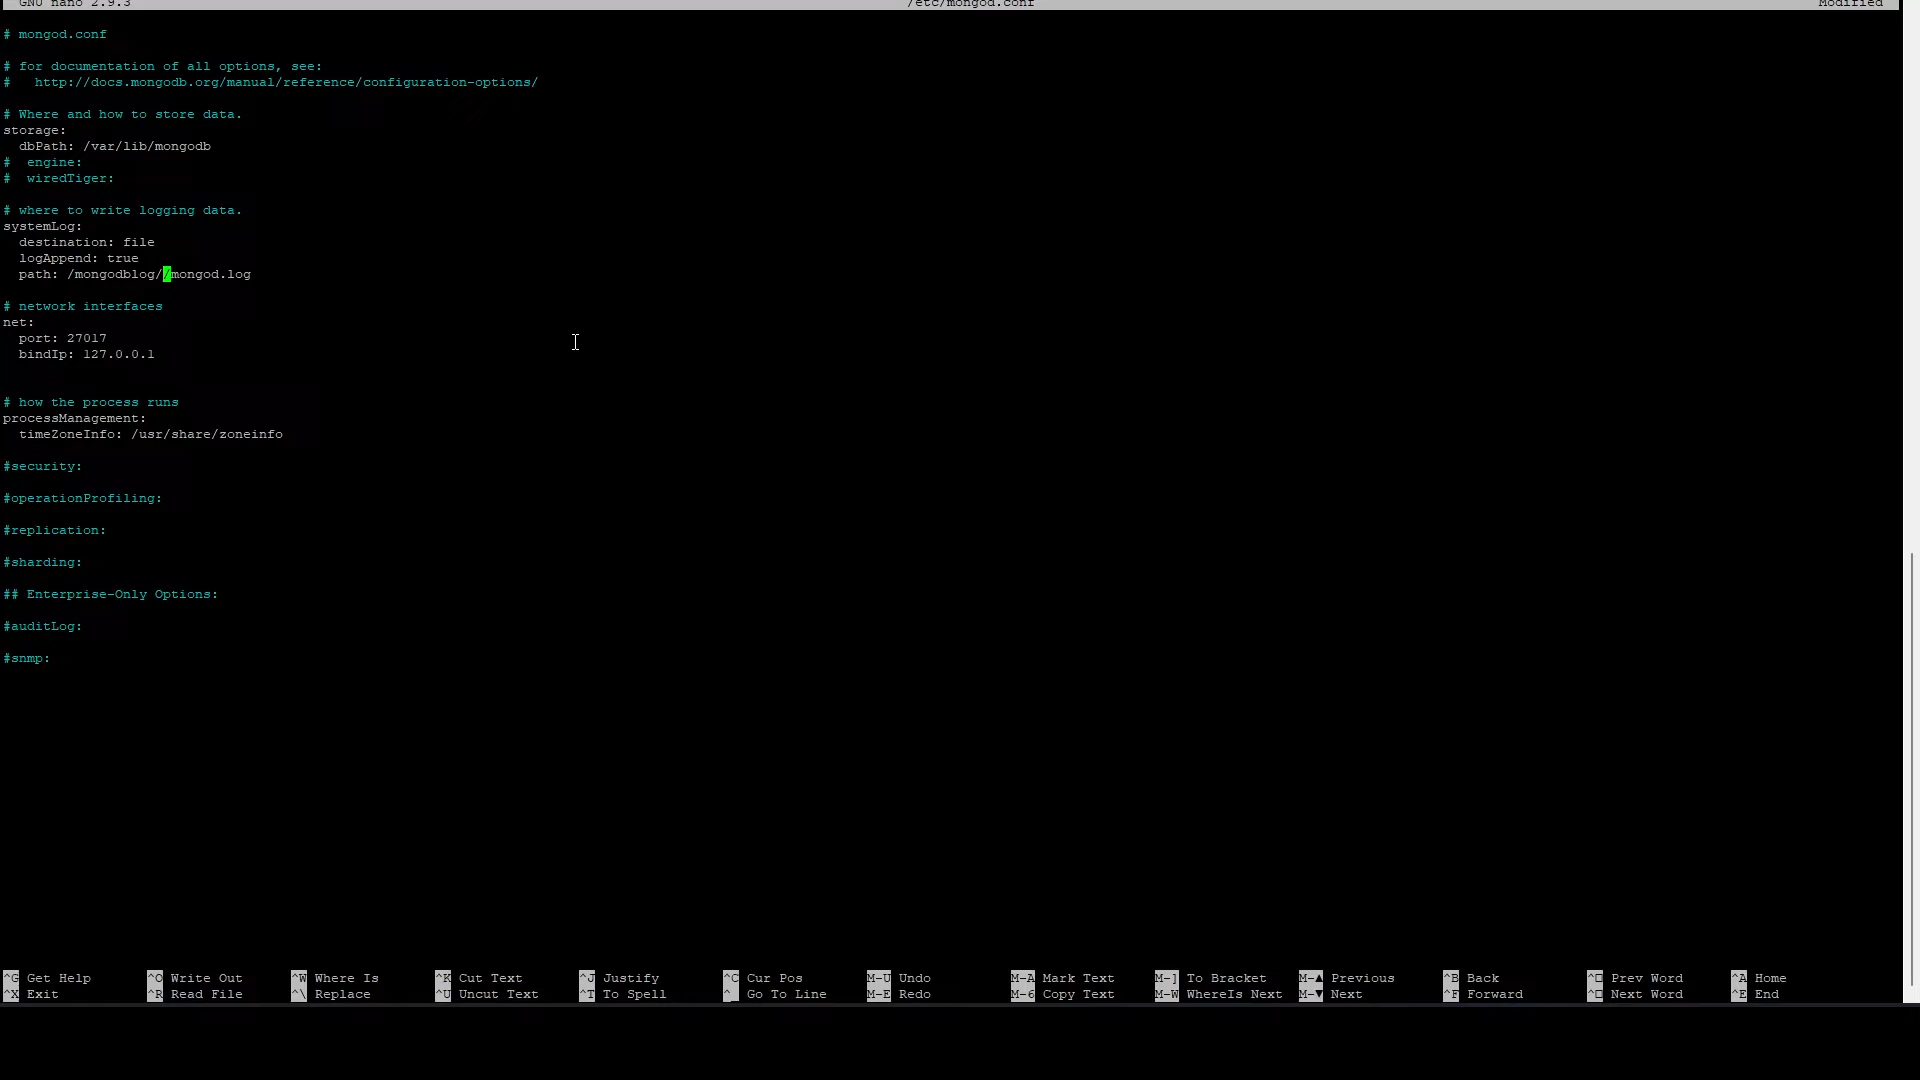 GNU nano 2.9.3 /etc/mongod.conf Modified
# mongod.conf
# for documentation of all options, see:
#   http://docs.mongodb.org/manual/reference/configuration-options/
# Where and how to store data.
storage:
  dbPath: /var/lib/mongodb
#  engine:
#  wiredTiger:
# where to write logging data.
systemLog:
  destination: file
  logAppend: true
  path: /mongodblog//mongod.log
# network interfaces
net:
  port: 27017
  bindIp: 127.0.0.1
# how the process runs
processManagement:
  timeZoneInfo: /usr/share/zoneinfo
#security:
#operationProfiling:
#replication:
#sharding:
## Enterprise-Only Options:
#auditLog:
#snmp:
^G Get Help ^O Write Out ^W Where Is ^K Cut Text ^J Justify ^C Cur Pos M-U Undo M-A Mark Text M-] To Bracket M-▲ Previous ^B Back ^□ Prev Word ^A Home
^X Exit ^R Read File ^\ Replace ^U Uncut Text ^T To Spell ^_ Go To Line M-E Redo M-6 Copy Text M-W WhereIs Next M-▼ Next ^F Forward ^□ Next Word ^E End